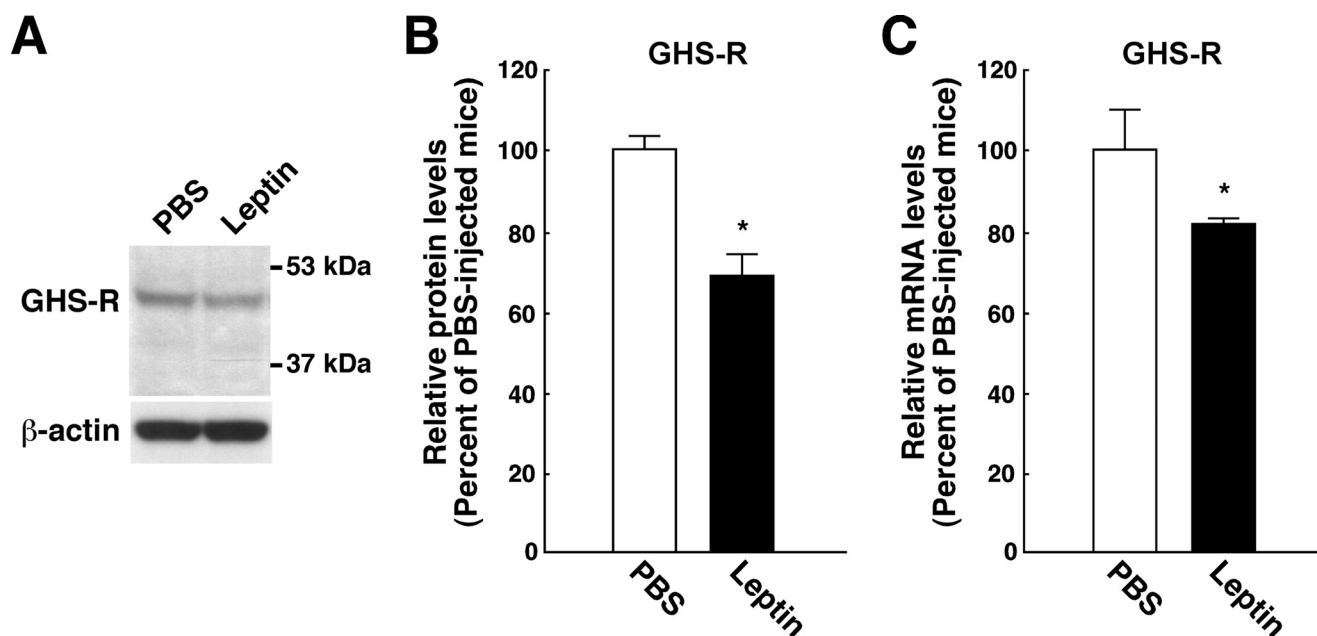 A
PBS
Leptin
GHS-R
53 kDa
37 kDa
β-actin
B
GHS-R
Relative protein levels
(Percent of PBS-injected mice)
120
100
80
60
40
20
0
PBS
Leptin
*
C
GHS-R
Relative mRNA levels
(Percent of PBS-injected mice)
120
100
80
60
40
20
0
PBS
Leptin
*